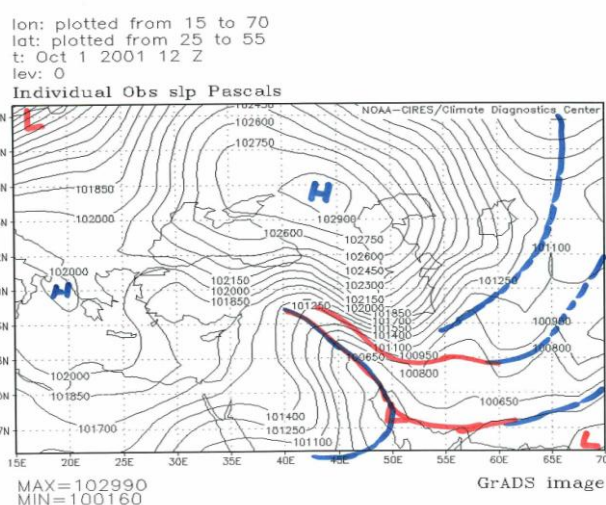 lon: plotted from 15 to 70
lat: plotted from 25 to 55
t: Oct 1 2001 12 Z
lev: 0
Individual Obs slp Pascals
NOAA-CIRES/Climate Diagnostics Center
L
102600
102750
101850
H
102000
102900
102600
102750
101100
102600
102000
102450
101250
H
102150
102300
102000
102150
101850
101250
102000
101850
101700
101550
101400
100950
101100
100800
100650
100950
100800
102000
101850
100650
101400
101700
101250
101100
L
15E 20E 25E 30E 35E 40E 45E 50E 55E 60E 65E 70
MAX=102990
MIN=100160
GrADS image